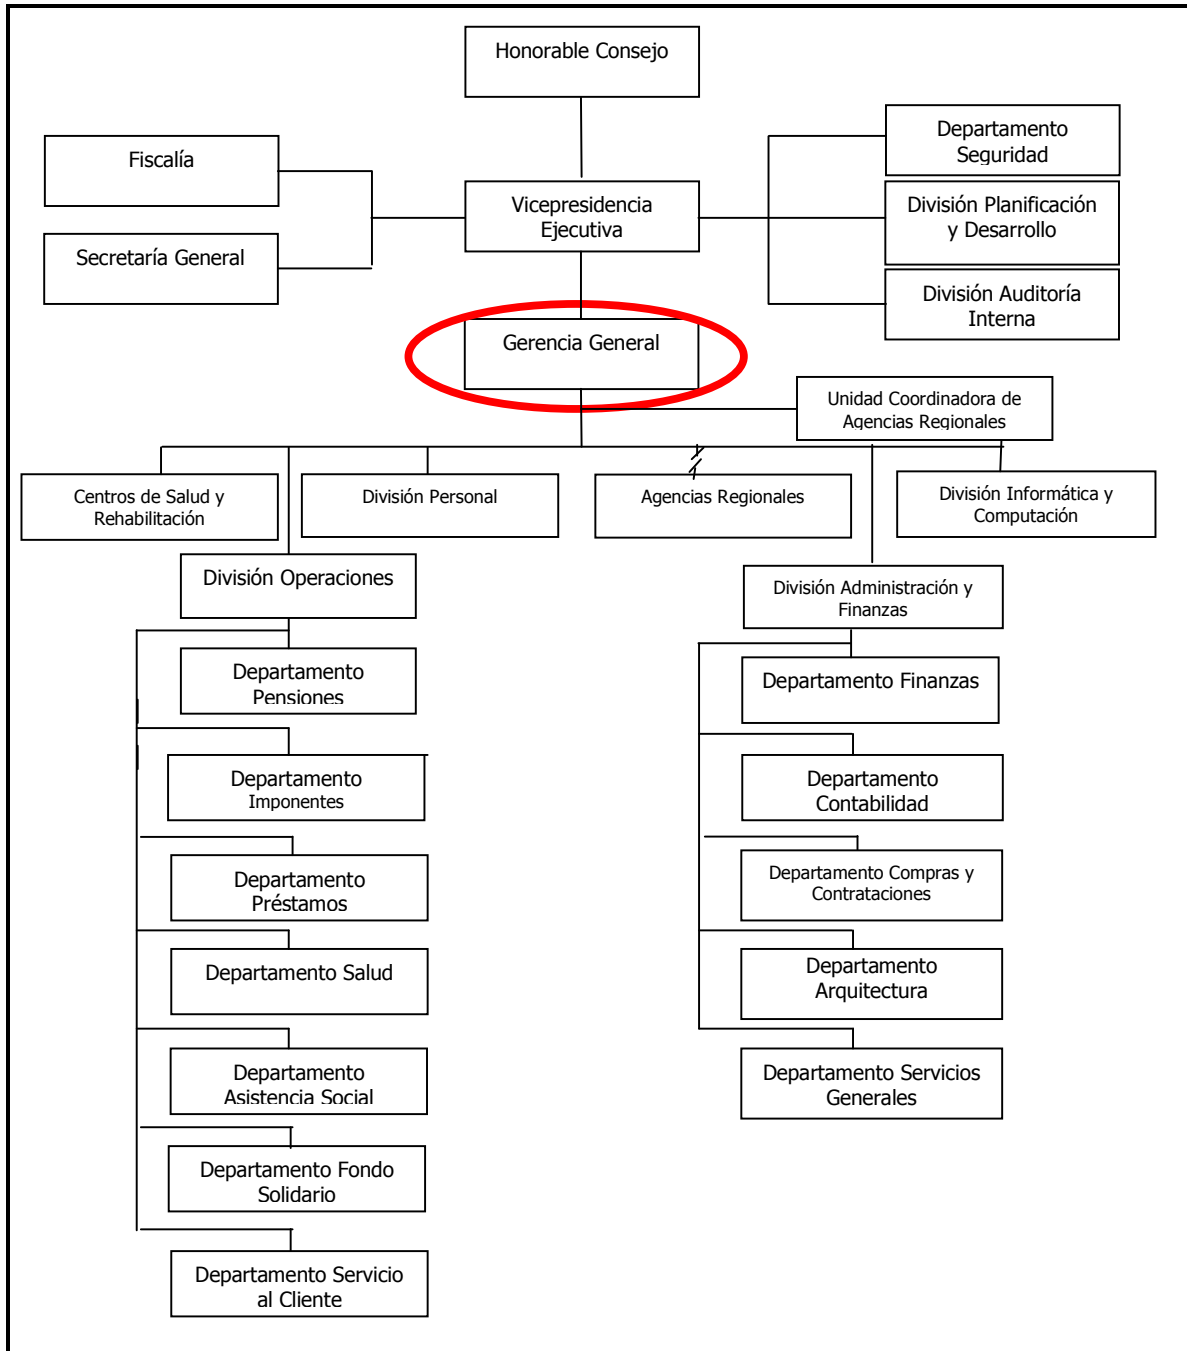 Honorable Consejo
Fiscalía
Departamento
Seguridad
Vicepresidencia
Ejecutiva
División Planificación
y Desarrollo
Secretaría General
División Auditoría
Interna
Gerencia General
Unidad Coordinadora de
Agencias Regionales
Centros de Salud y
Rehabilitación
División Personal
Agencias Regionales
División Informática y
Computación
División Operaciones
División Administración y
Finanzas
Departamento
Pensiones
Departamento Finanzas
Departamento
Imponentes
Departamento
Contabilidad
Departamento
Préstamos
Departamento Compras y
Contrataciones
Departamento Salud
Departamento
Arquitectura
Departamento
Asistencia Social
Departamento Servicios
Generales
Departamento Fondo
Solidario
Departamento Servicio
al Cliente